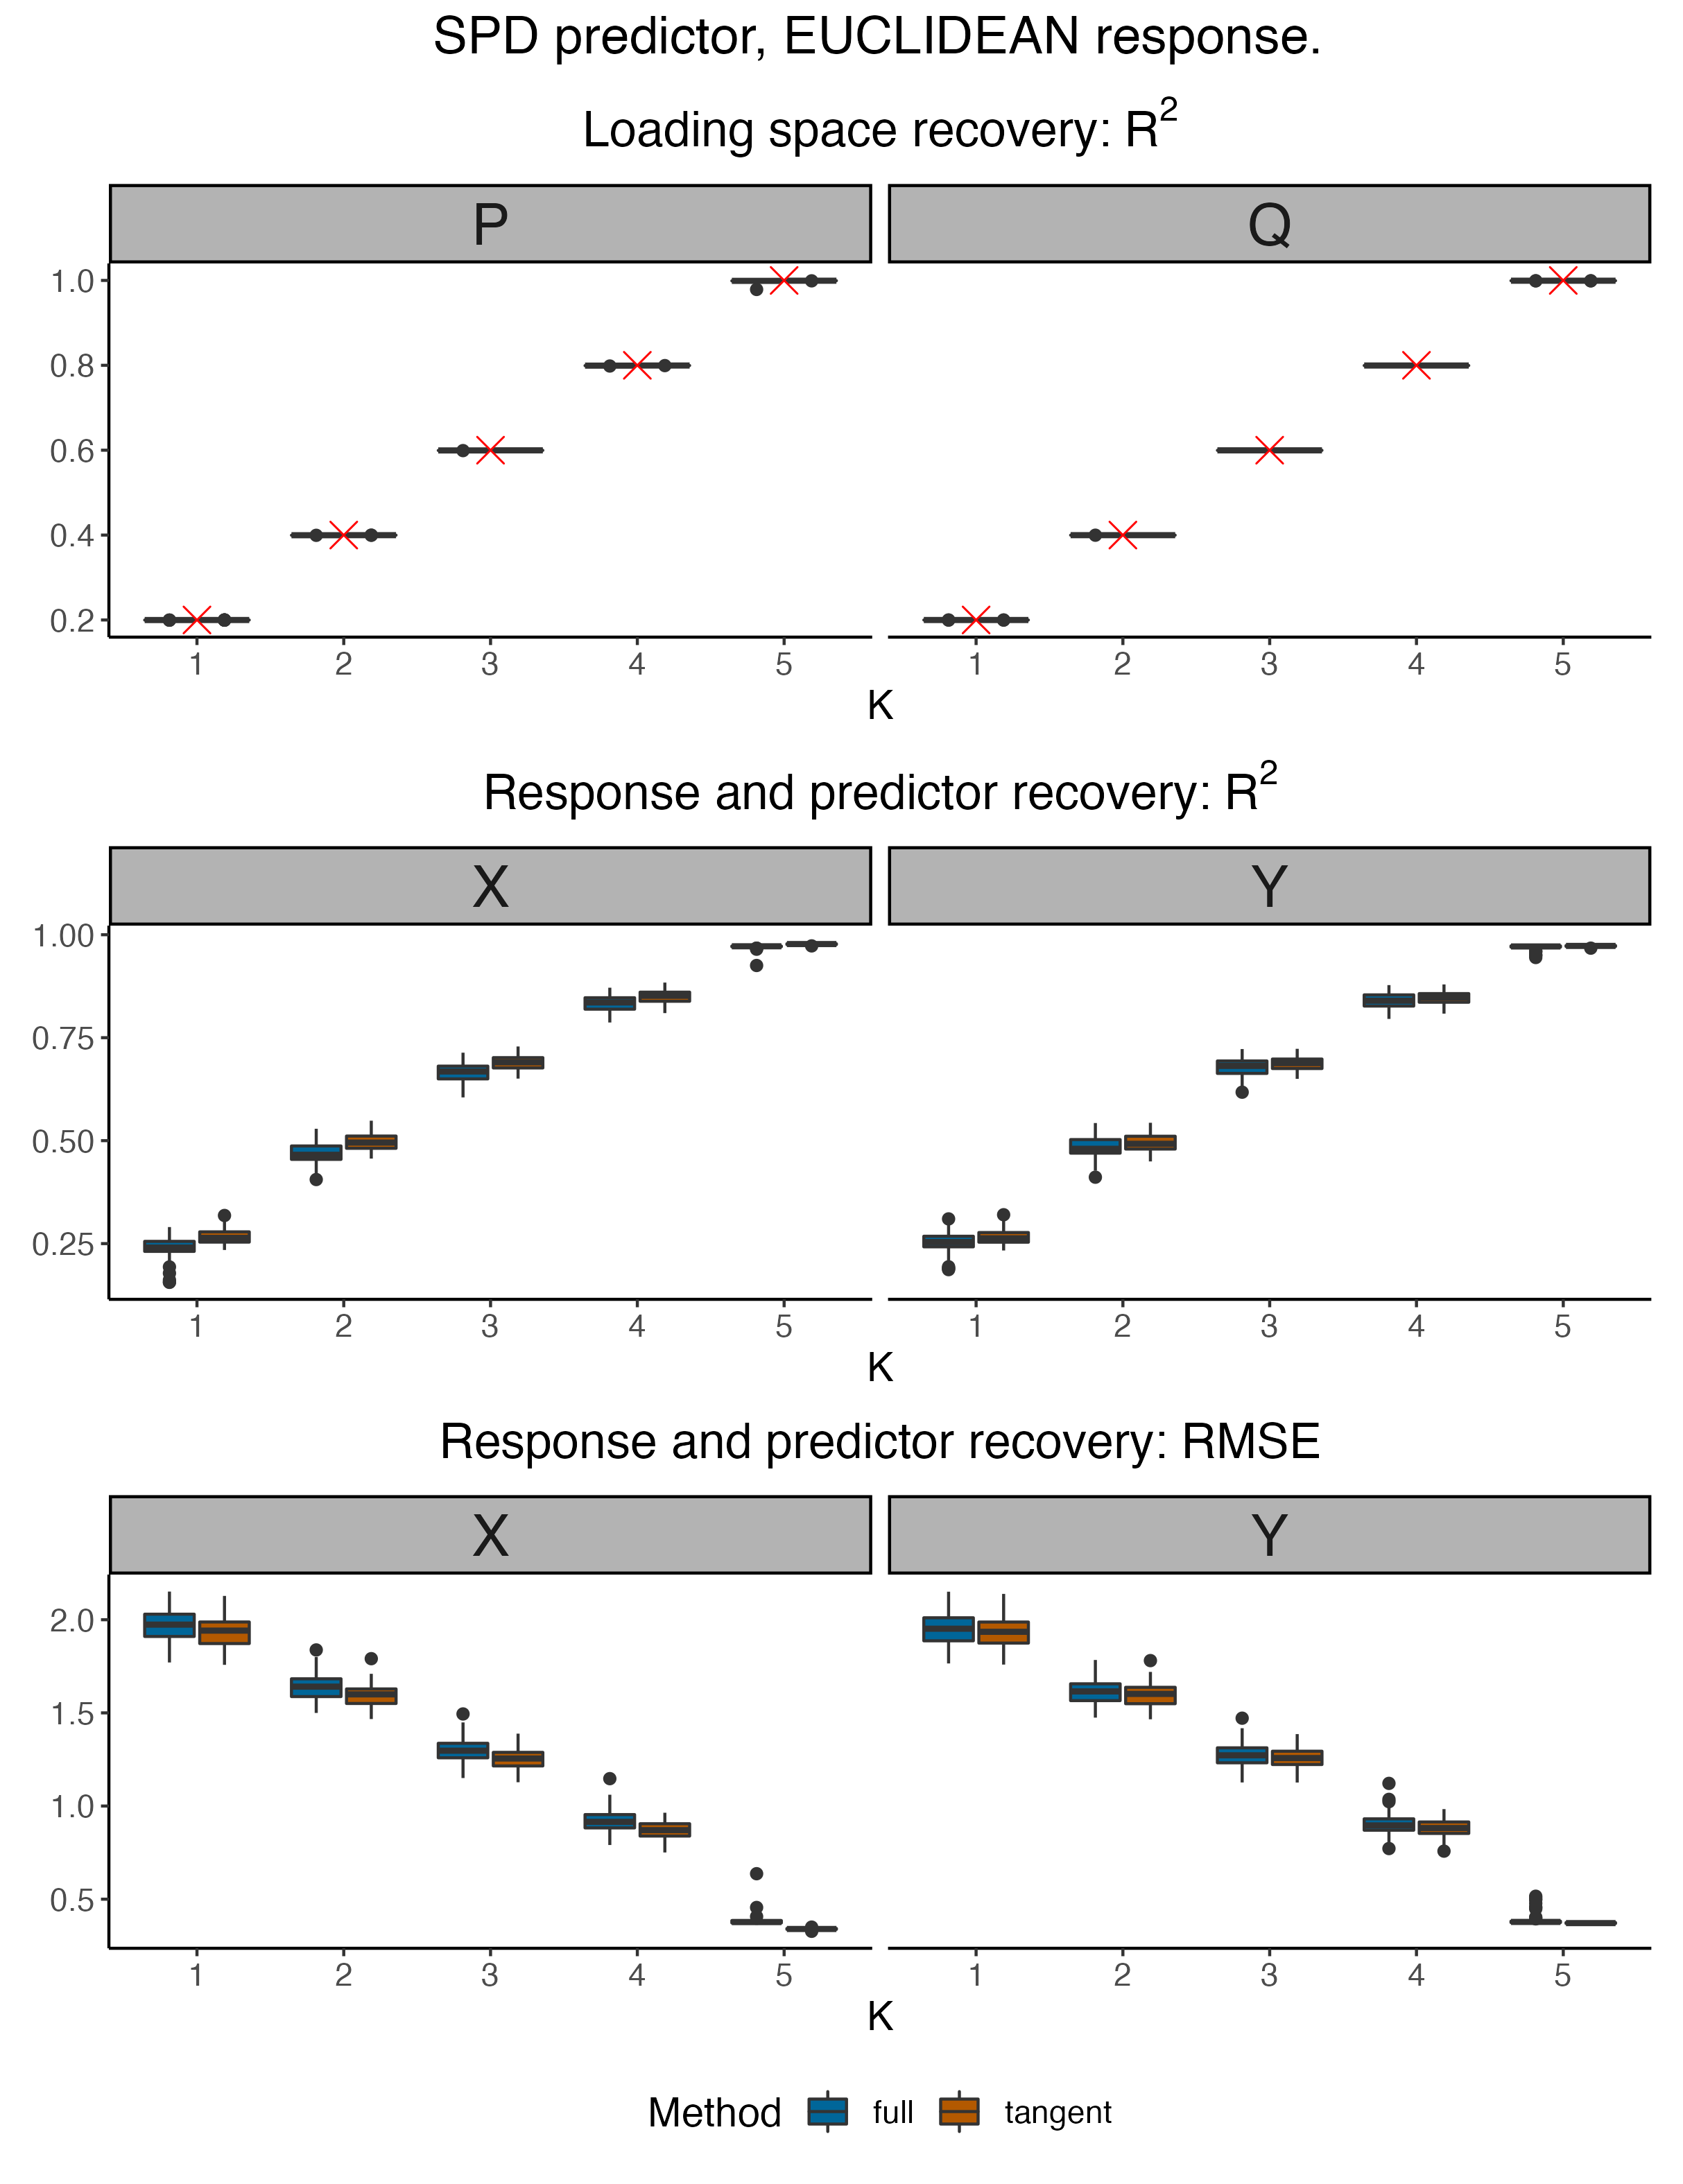 SPD predictor, EUCLIDEAN response.
Loading space recovery: R²
P Q
1.0
0.8
0.6
0.4
0.2
1 2 3 4 5 1 2 3 4 5
K
Response and predictor recovery: R²
X Y
1.00
0.75
0.50
0.25
1 2 3 4 5 1 2 3 4 5
K
Response and predictor recovery: RMSE
X Y
2.0
1.5
1.0
0.5
1 2 3 4 5 1 2 3 4 5
K
Method full tangent